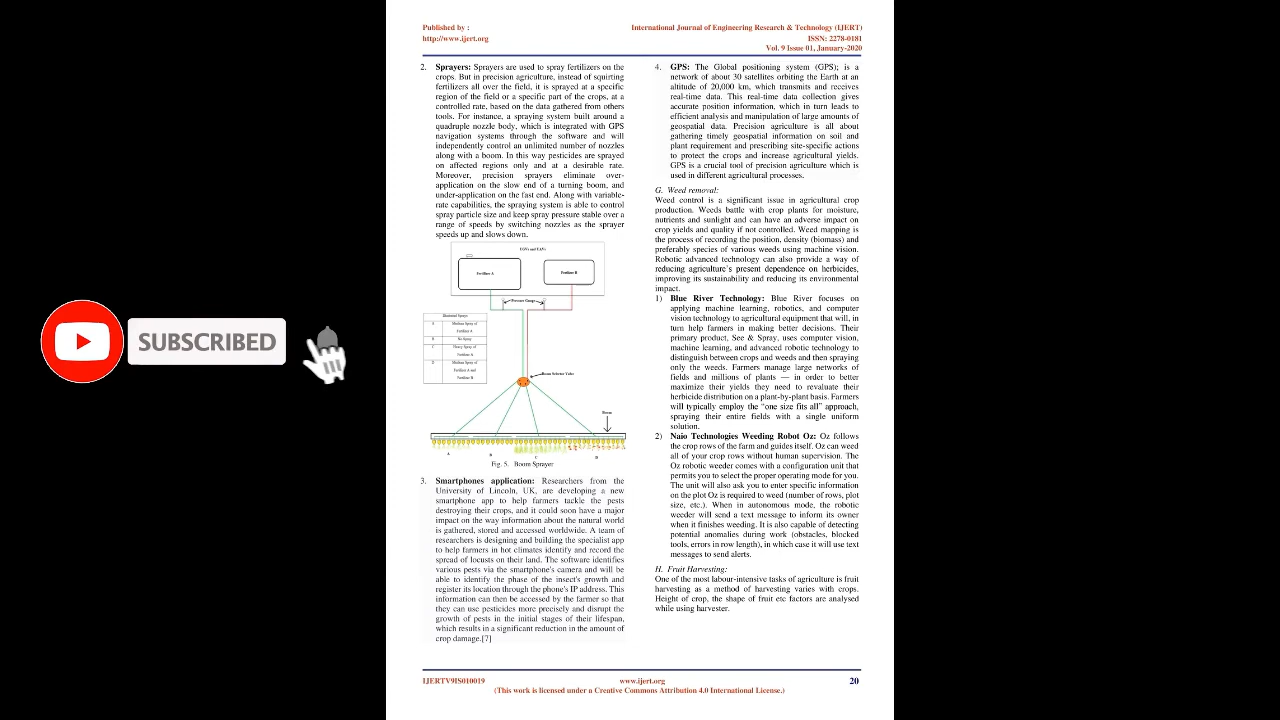 Published by :
http://www.ijert.org
International Journal of Engineering Research & Technology (IJERT)
ISSN: 2278-0181
Vol. 9 Issue 01, January-2020
2. Sprayers: Sprayers are used to spray fertilizers on the
crops. But in precision agriculture, instead of squirting
fertilizers all over the field, it is sprayed at a specific
region of the field or a specific part of the crops, at a
controlled rate, based on the data gathered from others
tools. For instance, a spraying system built around a
quadruple nozzle body, which is integrated with GPS
navigation systems through the software and will
independently control an unlimited number of nozzles
along with a boom. In this way pesticides are sprayed
on affected regions only and at a desirable rate.
Moreover, precision sprayers eliminate over-
application on the slow end of a turning boom, and
under-application on the fast end. Along with variable-
rate capabilities, the spraying system is able to control
spray particle size and keep spray pressure stable over a
range of speeds by switching nozzles as the sprayer
speeds up and slows down.
Fertilizer A
Fertilizer B
Pressure Gauge
Illustrated Sprays
A Medium Spray of
Fertilizer A
B No Spray
C Heavy Spray of
Fertilizer A
D Medium Spray of
Fertilizer A and
Fertilizer B
Boom Selector Valve
Boom
A B C D
Fig. 5. Boom Sprayer
3. Smartphones application: Researchers from the
University of Lincoln, UK, are developing a new
smartphone app to help farmers tackle the pests
destroying their crops, and it could soon have a major
impact on the way information about the natural world
is gathered, stored and accessed worldwide. A team of
researchers is designing and building the specialist app
to help farmers in hot climates identify and record the
spread of locusts on their land. The software identifies
various pests via the smartphone's camera and will be
able to identify the phase of the insect's growth and
register its location through the phone's IP address. This
information can then be accessed by the farmer so that
they can use pesticides more precisely and disrupt the
growth of pests in the initial stages of their lifespan,
which results in a significant reduction in the amount of
crop damage.[7]
4. GPS: The Global positioning system (GPS); is a
network of about 30 satellites orbiting the Earth at an
altitude of 20,000 km, which transmits and receives
real-time data. This real-time data collection gives
accurate position information, which in turn leads to
efficient analysis and manipulation of large amounts of
geospatial data. Precision agriculture is all about
gathering timely geospatial information on soil and
plant requirement and prescribing site-specific actions
to protect the crops and increase agricultural yields.
GPS is a crucial tool of precision agriculture which is
used in different agricultural processes.
G. Weed removal:
Weed control is a significant issue in agricultural crop
production. Weeds battle with crop plants for moisture,
nutrients and sunlight and can have an adverse impact on
crop yields and quality if not controlled. Weed mapping is
the process of recording the position, density (biomass) and
preferably species of various weeds using machine vision.
Robotic advanced technology can also provide a way of
reducing agriculture's present dependence on herbicides,
improving its sustainability and reducing its environmental
impact.
1) Blue River Technology: Blue River focuses on
applying machine learning, robotics, and computer
vision technology to agricultural equipment that will, in
turn help farmers in making better decisions. Their
primary product, See & Spray, uses computer vision,
machine learning, and advanced robotic technology to
distinguish between crops and weeds and then spraying
only the weeds. Farmers manage large networks of
fields and millions of plants — in order to better
maximize their yields they need to revaluate their
herbicide distribution on a plant-by-plant basis. Farmers
will typically employ the “one size fits all” approach,
spraying their entire fields with a single uniform
solution.
2) Naio Technologies Weeding Robot Oz: Oz follows
the crop rows of the farm and guides itself. Oz can weed
all of your crop rows without human supervision. The
Oz robotic weeder comes with a configuration unit that
permits you to select the proper operating mode for you.
The unit will also ask you to enter specific information
on the plot Oz is required to weed (number of rows, plot
size, etc.). When in autonomous mode, the robotic
weeder will send a text message to inform its owner
when it finishes weeding. It is also capable of detecting
potential anomalies during work (obstacles, blocked
tools, errors in row length), in which case it will use text
messages to send alerts.
H. Fruit Harvesting:
One of the most labour-intensive tasks of agriculture is fruit
harvesting as a method of harvesting varies with crops.
Height of crop, the shape of fruit etc factors are analysed
while using harvester.
SUBSCRIBED
IJERTV9IS010019
www.ijert.org
20
(This work is licensed under a Creative Commons Attribution 4.0 International License.)